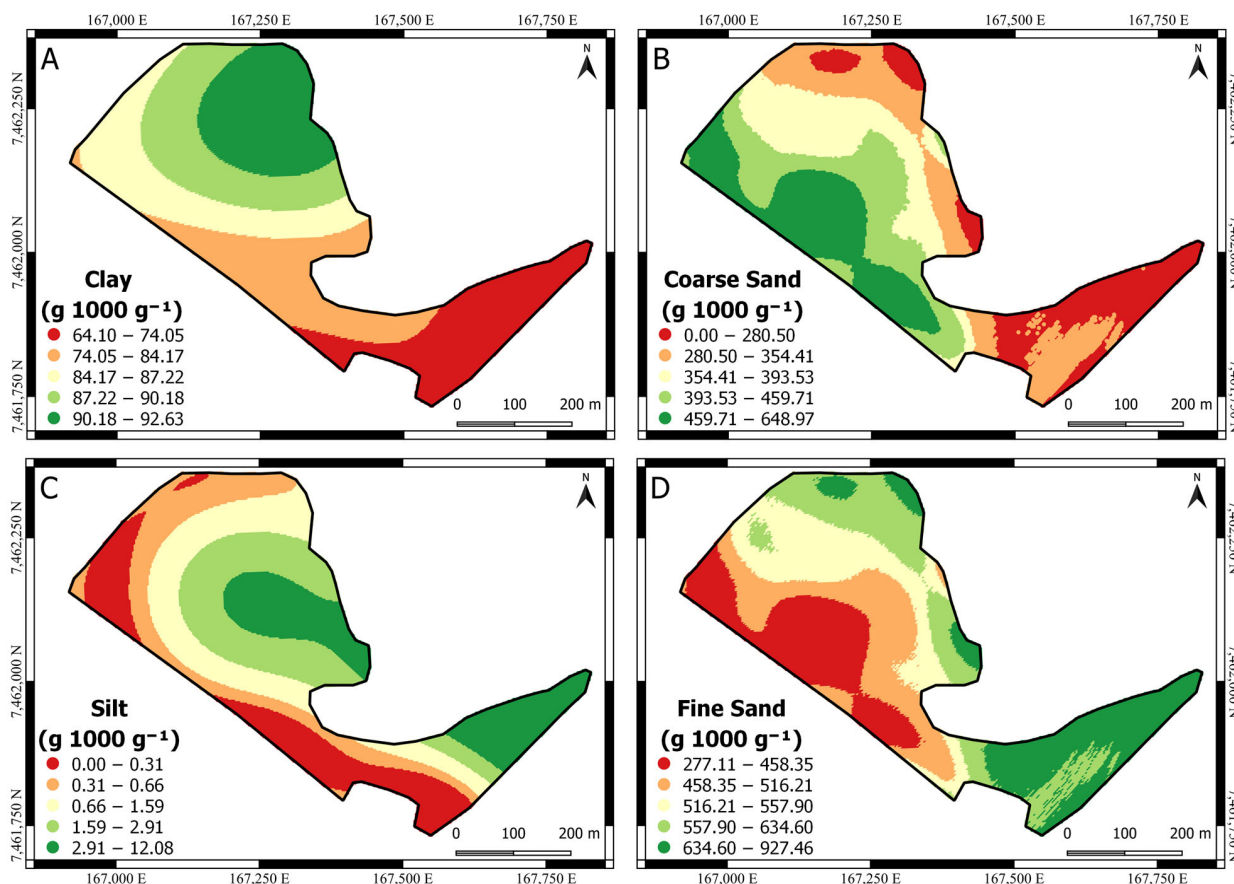 167,000 E 167,250 E 167,500 E 167,750 E
167,000 E 167,250 E 167,500 E 167,750 E
A
N
7,462,250 N
7,462,000 N
7,461,750 N
Clay
(g 1000 g⁻¹)
64.10 – 74.05
74.05 – 84.17
84.17 – 87.22
87.22 – 90.18
90.18 – 92.63
0 100 200 m
B
N
Coarse Sand
(g 1000 g⁻¹)
0.00 – 280.50
280.50 – 354.41
354.41 – 393.53
393.53 – 459.71
459.71 – 648.97
0 100 200 m
C
N
7,462,250 N
7,462,000 N
7,461,750 N
Silt
(g 1000 g⁻¹)
0.00 – 0.31
0.31 – 0.66
0.66 – 1.59
1.59 – 2.91
2.91 – 12.08
0 100 200 m
D
N
Fine Sand
(g 1000 g⁻¹)
277.11 – 458.35
458.35 – 516.21
516.21 – 557.90
557.90 – 634.60
634.60 – 927.46
0 100 200 m
167,000 E 167,250 E 167,500 E 167,750 E
167,000 E 167,250 E 167,500 E 167,750 E